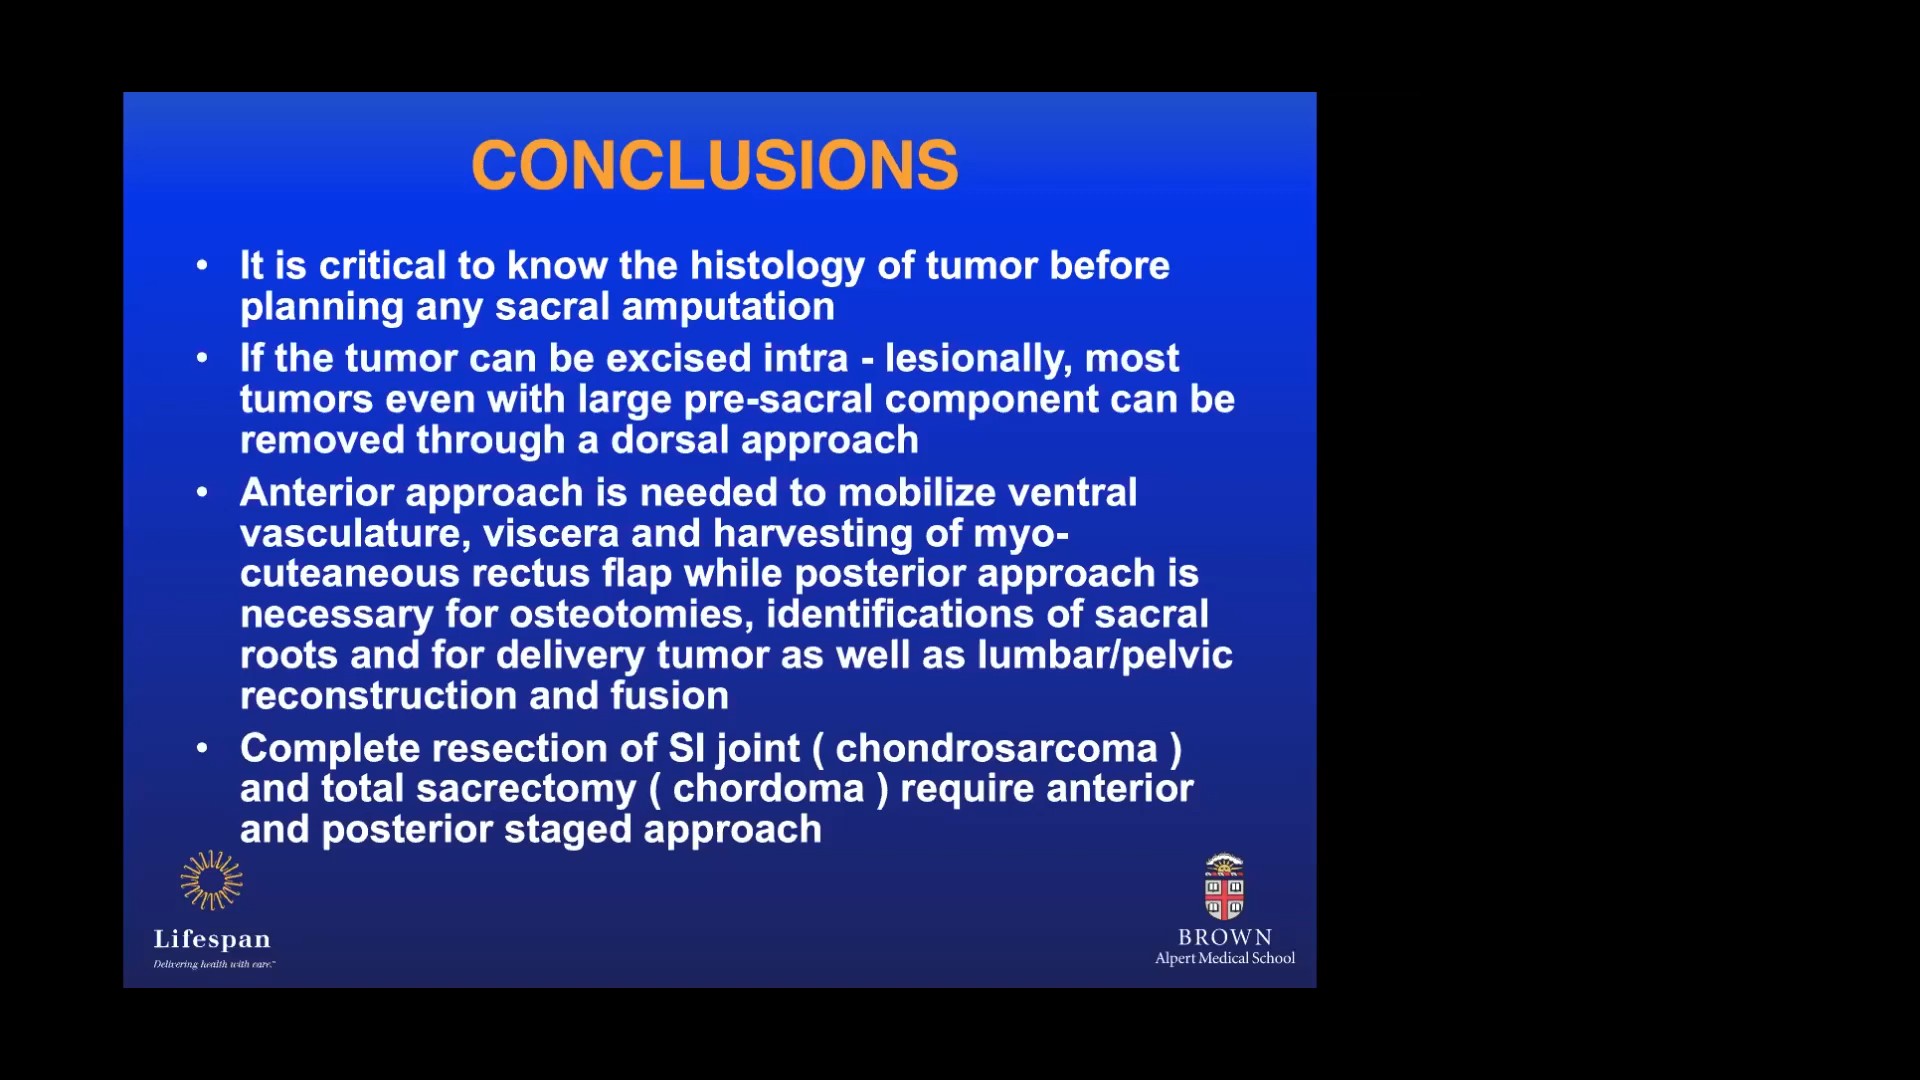 CONCLUSIONS
• It is critical to know the histology of tumor before
planning any sacral amputation
• If the tumor can be excised intra - lesionally, most
tumors even with large pre-sacral component can be
removed through a dorsal approach
• Anterior approach is needed to mobilize ventral
vasculature, viscera and harvesting of myo-
cuteaneous rectus flap while posterior approach is
necessary for osteotomies, identifications of sacral
roots and for delivery tumor as well as lumbar/pelvic
reconstruction and fusion
• Complete resection of SI joint ( chondrosarcoma )
and total sacrectomy ( chordoma ) require anterior
and posterior staged approach
Lifespan
Delivering health with care.™
BROWN
Alpert Medical School